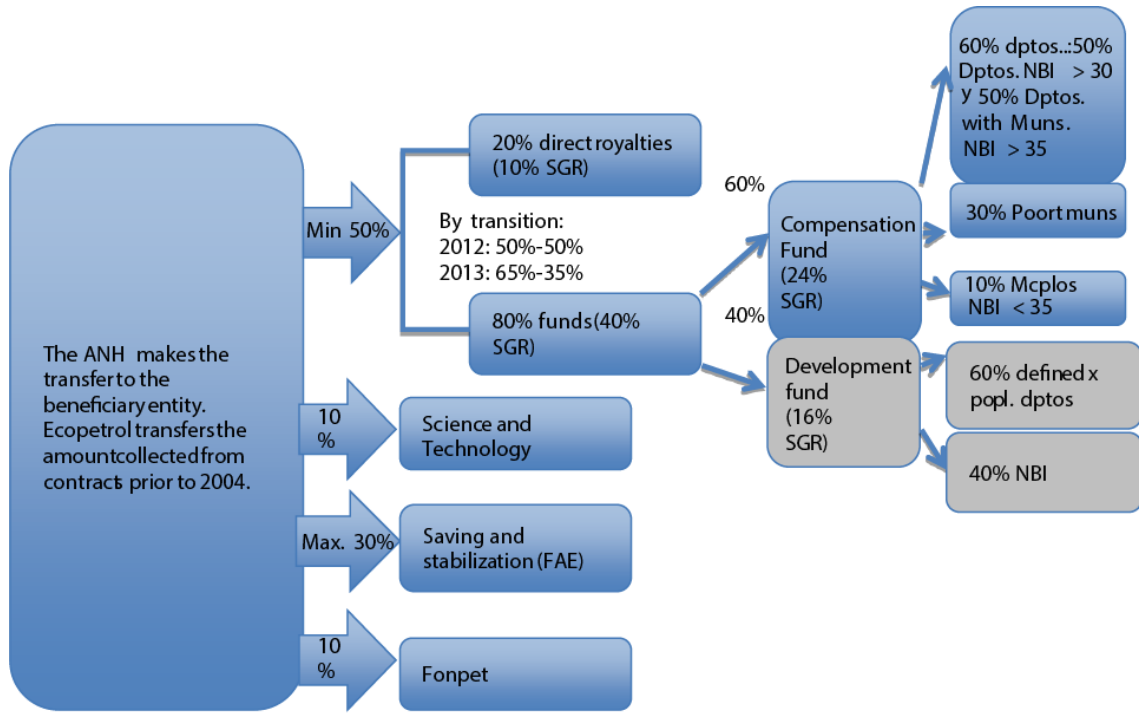 The ANH makes the
transfer to the
beneficiary entity.
Ecopetrol transfers the
amountcollected from
contracts prior to 2004.
Min 50%
10
%
Max. 30%
10
%
20% direct royalties
(10% SGR)
By transition:
2012: 50%-50%
2013: 65%-35%
80% funds (40%
SGR)
Science and
Technology
Saving and
stabilization (FAE)
Fonpet
60%
40%
Compensation
Fund
(24%
SGR)
Development
fund
(16%
SGR)
60% dptos..:50%
Dptos. NBI > 30
y 50% Dptos.
with Muns.
NBI > 35
30% Poort muns
10% Mcplos
NBI < 35
60% defined x
popl. dptos
40% NBI